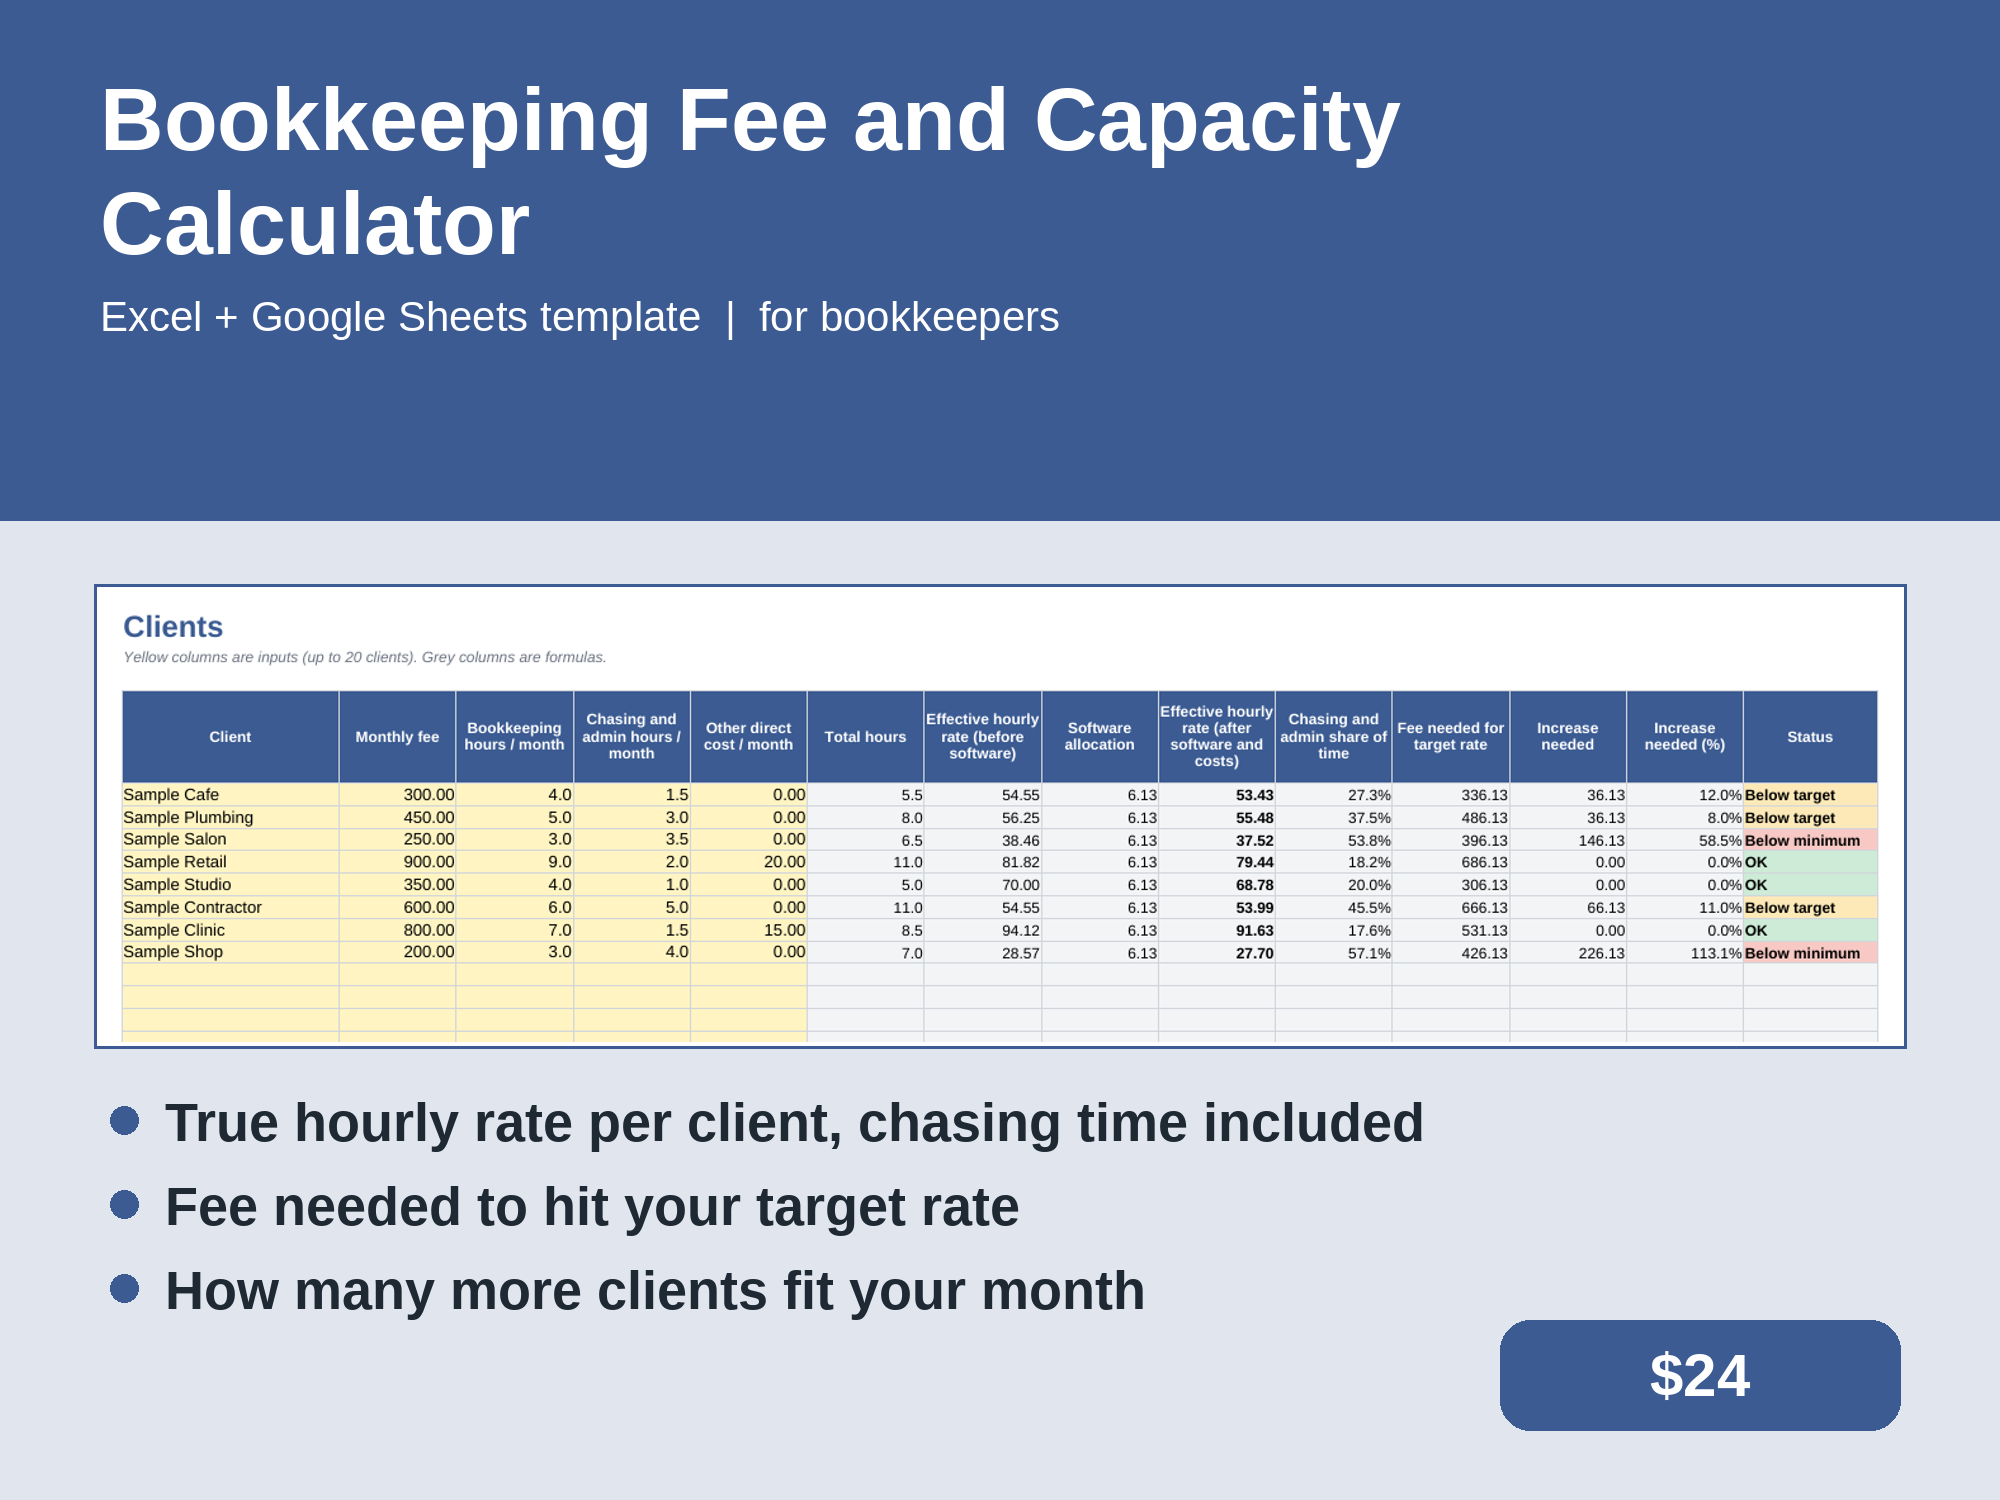 Bookkeeping Fee and Capacity
Calculator
Excel + Google Sheets template | for bookkeepers
Clients
Yellow columns are inputs (up to 20 clients). Grey columns are formulas.
Client Monthly fee Bookkeeping hours / month Chasing and admin hours / month Other direct cost / month Total hours Effective hourly rate (before software) Software allocation Effective hourly rate (after software and costs) Chasing and admin share of time Fee needed for target rate Increase needed Increase needed (%) Status
Sample Cafe 300.00 4.0 1.5 0.00 5.5 54.55 6.13 53.43 27.3% 336.13 36.13 12.0% Below target
Sample Plumbing 450.00 5.0 3.0 0.00 8.0 56.25 6.13 55.48 37.5% 486.13 36.13 8.0% Below target
Sample Salon 250.00 3.0 3.5 0.00 6.5 38.46 6.13 37.52 53.8% 396.13 146.13 58.5% Below minimum
Sample Retail 900.00 9.0 2.0 20.00 11.0 81.82 6.13 79.44 18.2% 686.13 0.00 0.0% OK
Sample Studio 350.00 4.0 1.0 0.00 5.0 70.00 6.13 68.78 20.0% 306.13 0.00 0.0% OK
Sample Contractor 600.00 6.0 5.0 0.00 11.0 54.55 6.13 53.99 45.5% 666.13 66.13 11.0% Below target
Sample Clinic 800.00 7.0 1.5 15.00 8.5 94.12 6.13 91.63 17.6% 531.13 0.00 0.0% OK
Sample Shop 200.00 3.0 4.0 0.00 7.0 28.57 6.13 27.70 57.1% 426.13 226.13 113.1% Below minimum
True hourly rate per client, chasing time included
Fee needed to hit your target rate
How many more clients fit your month
$24